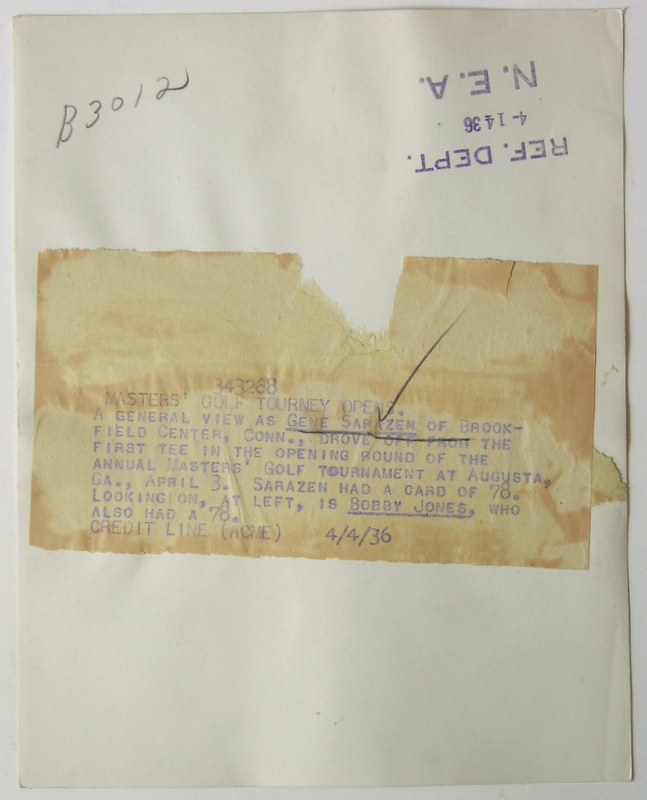 B3012
N.E.A.
4-1436
REF. DEPT.
343268
MASTERS' GOLF TOURNEY OPENS.
A GENERAL VIEW AS GENE SARAZEN OF BROOK-
FIELD CENTER, CONN., DROVE OFF FROM THE
FIRST TEE IN THE OPENING ROUND OF THE
ANNUAL MASTERS' GOLF TOURNAMENT AT AUGUSTA,
GA., APRIL 3. SARAZEN HAD A CARD OF 78.
LOOKING ON, AT LEFT, IS BOBBY JONES, WHO
ALSO HAD A 78.
CREDIT LINE (ACME) 4/4/36